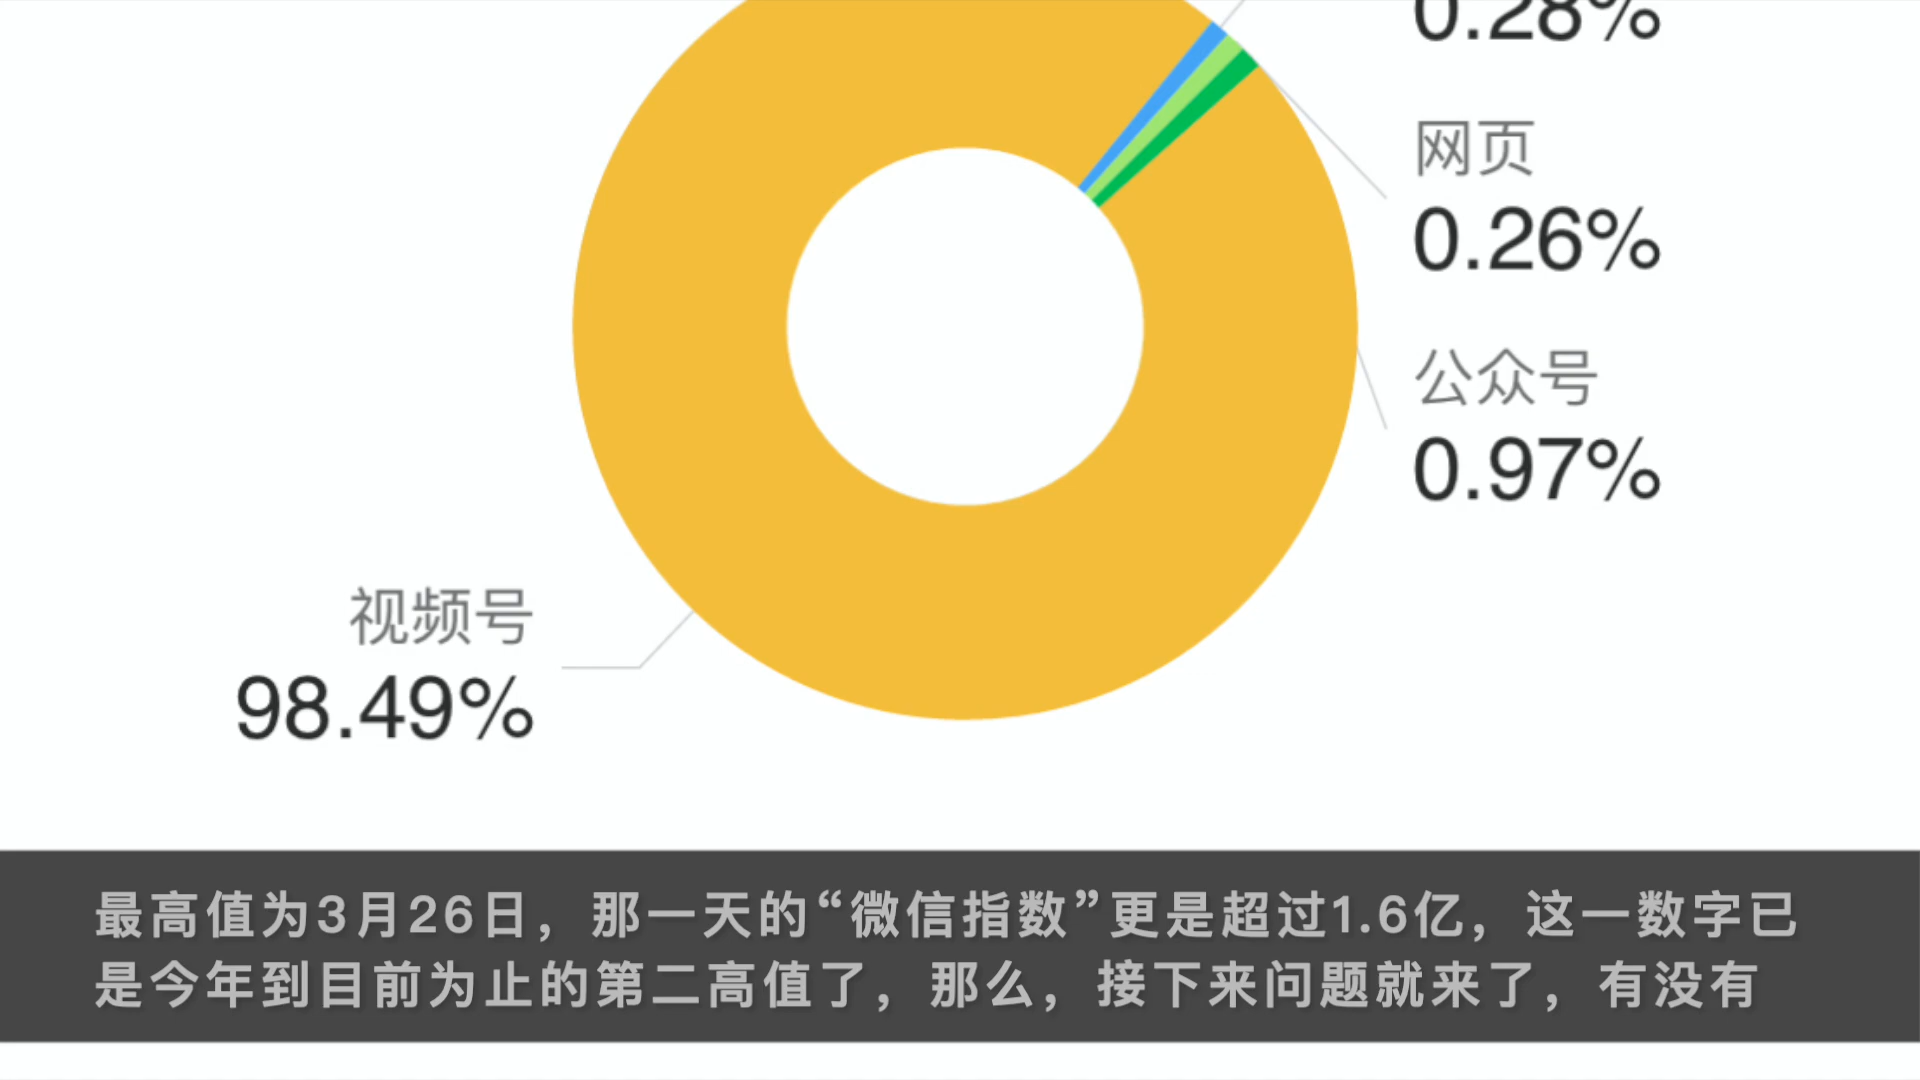 0.28%
网页
0.26%
公众号
0.97%
视频号
98.49%
最高值为3月26日，那一天的“微信指数”更是超过1.6亿，这一数字已
是今年到目前为止的第二高值了，那么，接下来问题就来了，有没有